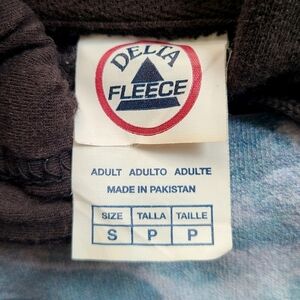 DELTA
FLEECE
ADULT ADULTO ADULTE
MADE IN PAKISTAN
SIZE TALLA TAILLE
S P P